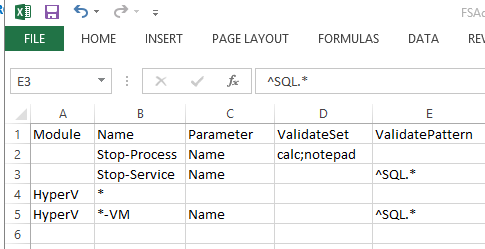 FSAc
FILE HOME INSERT PAGE LAYOUT FORMULAS DATA REV
E3 fx ^SQL.*
A B C D E
1 Module Name Parameter ValidateSet ValidatePattern
2 Stop-Process Name calc;notepad
3 Stop-Service Name ^SQL.*
4 HyperV *
5 HyperV *-VM Name ^SQL.*
6